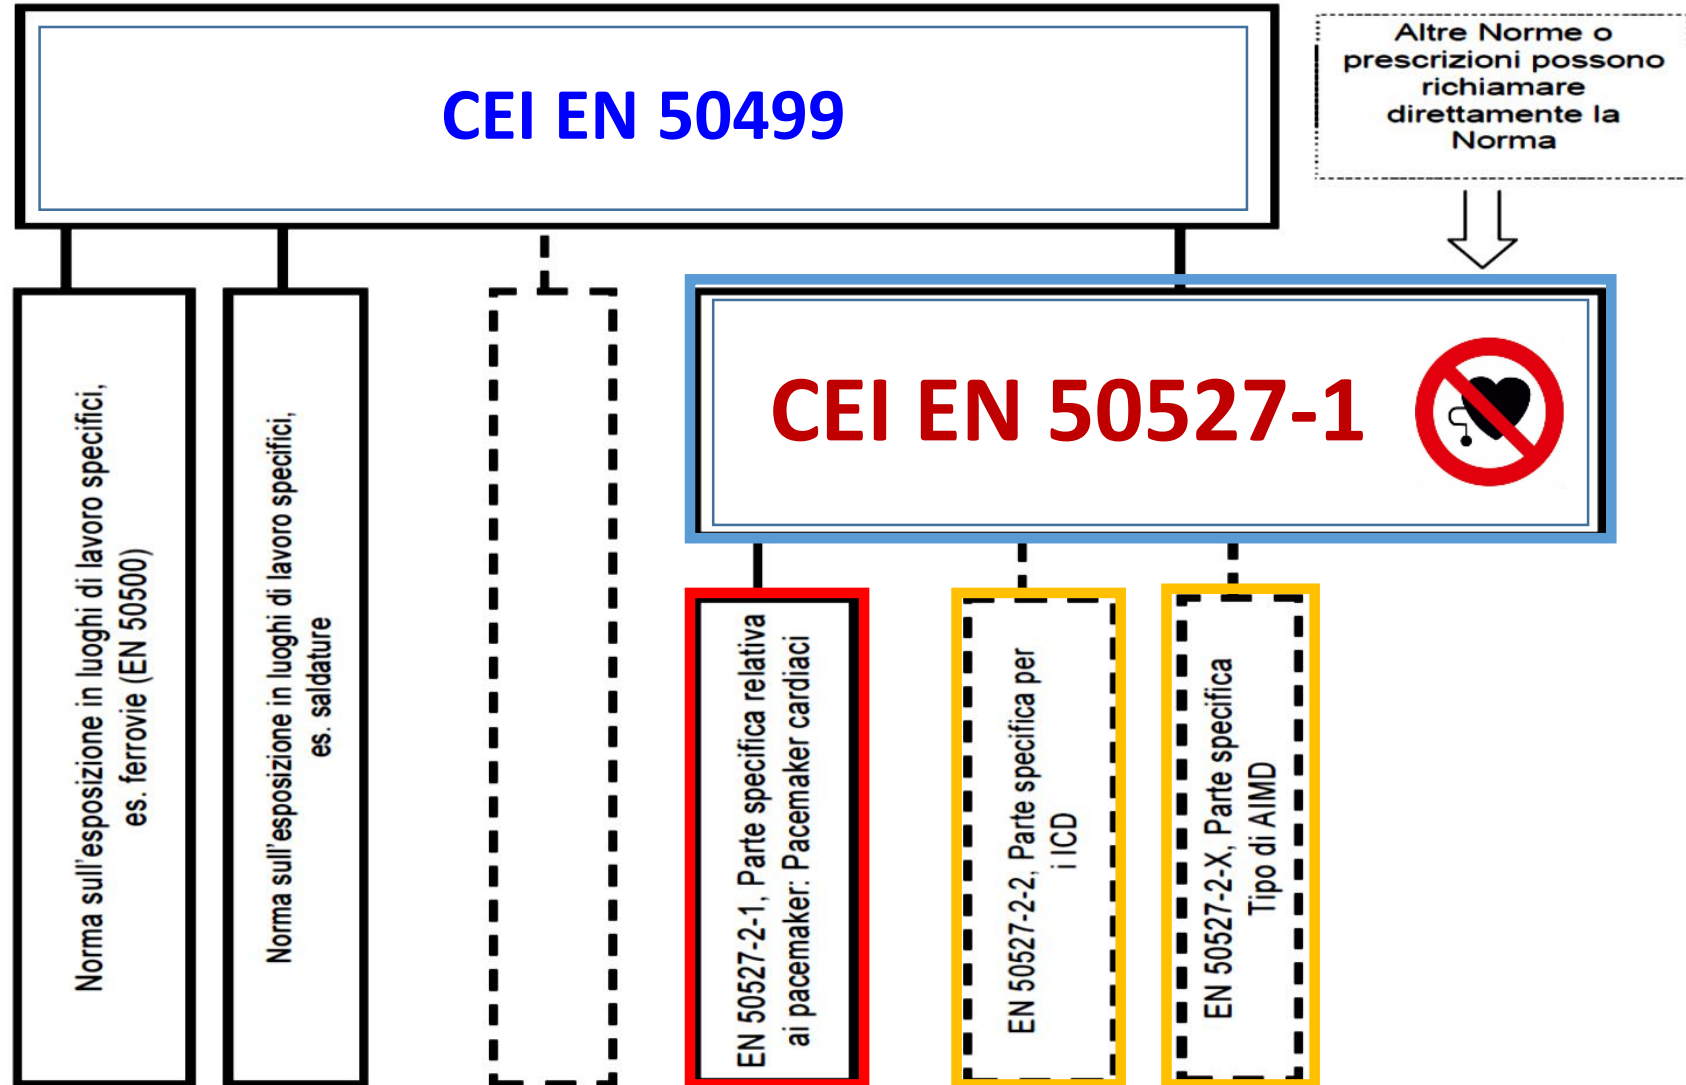 CEI EN 50499
Altre Norme o
prescrizioni possono
richiamare
direttamente la
Norma
CEI EN 50527-1
Norma sull'esposizione in luoghi di lavoro specifici,
es. ferrovie (EN 50500)
Norma sull'esposizione in luoghi di lavoro specifici,
es. saldature
EN 50527-2-1, Parte specifica relativa
ai pacemaker: Pacemaker cardiaci
EN 50527-2-2, Parte specifica per
i ICD
EN 50527-2-X, Parte specifica
Tipo di AIMD